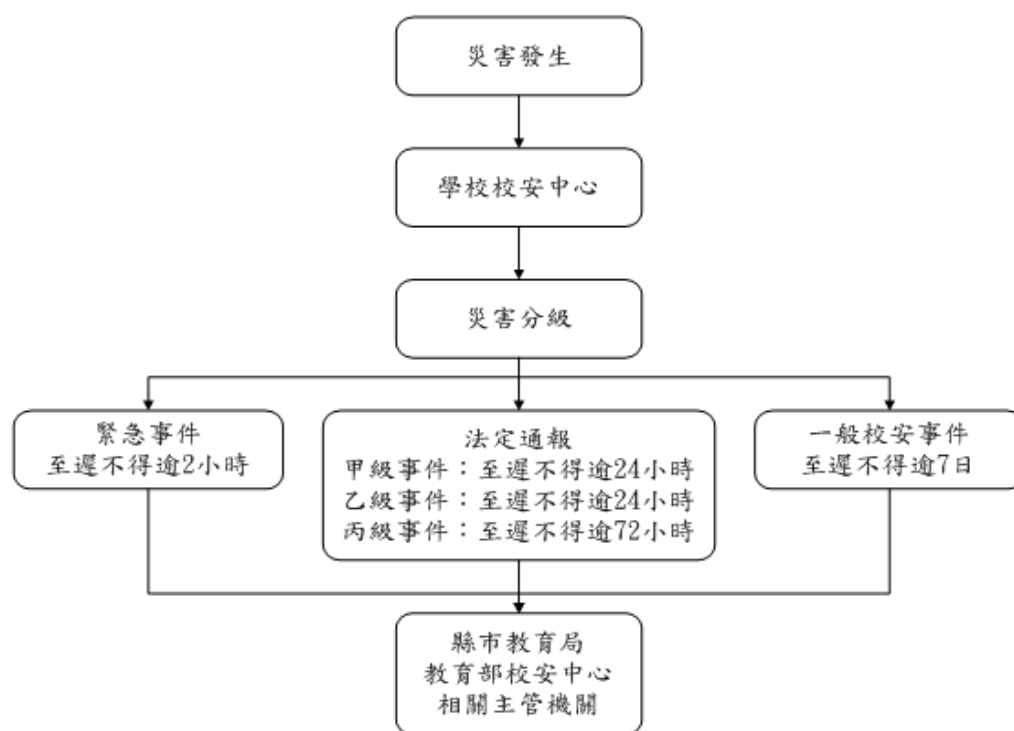 災害發生
學校校安中心
災害分級
緊急事件
至遲不得逾2小時
法定通報
甲級事件：至遲不得逾24小時
乙級事件：至遲不得逾24小時
丙級事件：至遲不得逾72小時
一般校安事件
至遲不得逾7日
縣市教育局
教育部校安中心
相關主管機關